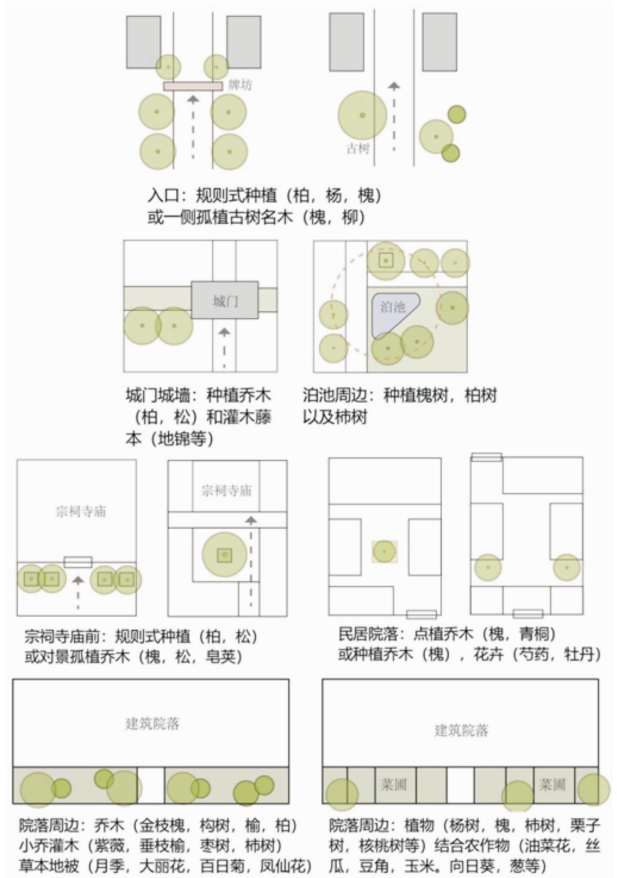 牌坊
古树
入口：规则式种植（柏，杨，槐）
或一侧孤植古树名木（槐，柳）
城门
泊池
城门城墙：种植乔木
（柏，松）和灌木藤
本（地锦等）
泊池周边：种植槐树，柏树
以及柿树
宗祠寺庙
宗祠寺庙
宗祠寺庙前：规则式种植（柏，松）
或对景孤植乔木（槐，松，皂荚）
民居院落：点植乔木（槐，青桐）
或种植乔木（槐），花卉（芍药，牡丹）
建筑院落
建筑院落
菜圃
菜圃
院落周边：乔木（金枝槐，构树，榆，柏）
小乔灌木（紫薇，垂枝榆，枣树，柿树）
草本地被（月季，大丽花，百日菊，凤仙花）
院落周边：植物（杨树，槐，柿树，栗子
树，核桃树等）结合农作物（油菜花，丝
瓜，豆角，玉米。向日葵，葱等）